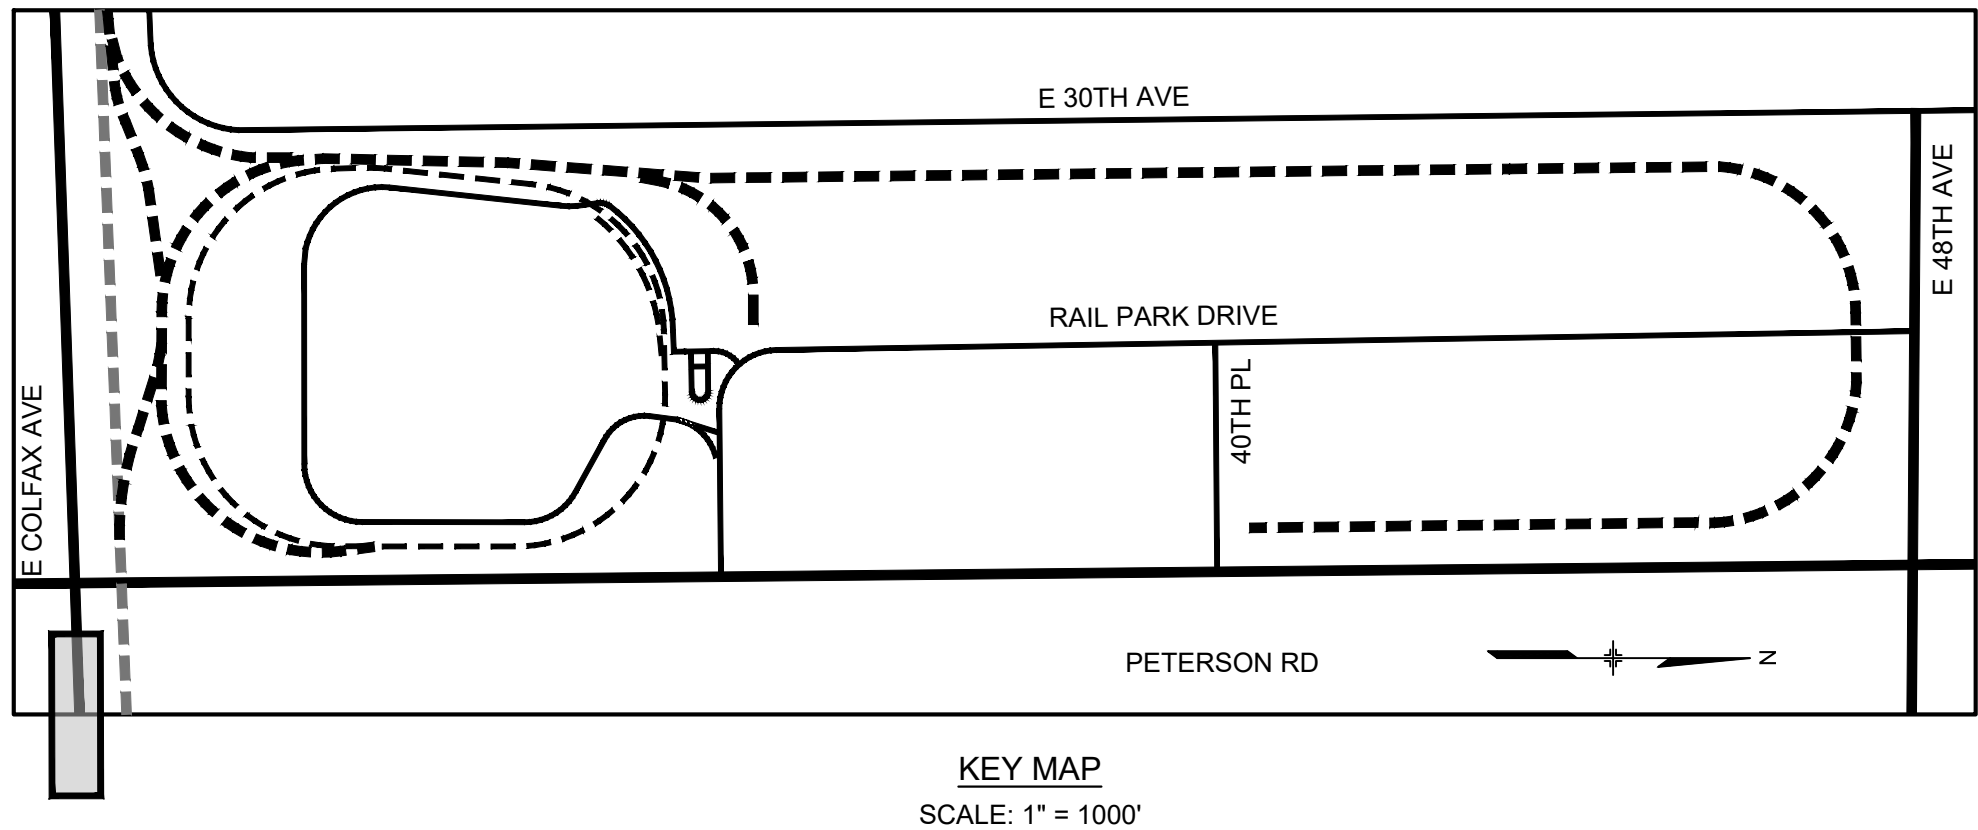 E 30TH AVE
E 48TH AVE
RAIL PARK DRIVE
40TH PL
E COLFAX AVE
PETERSON RD
N
KEY MAP
SCALE: 1" = 1000'